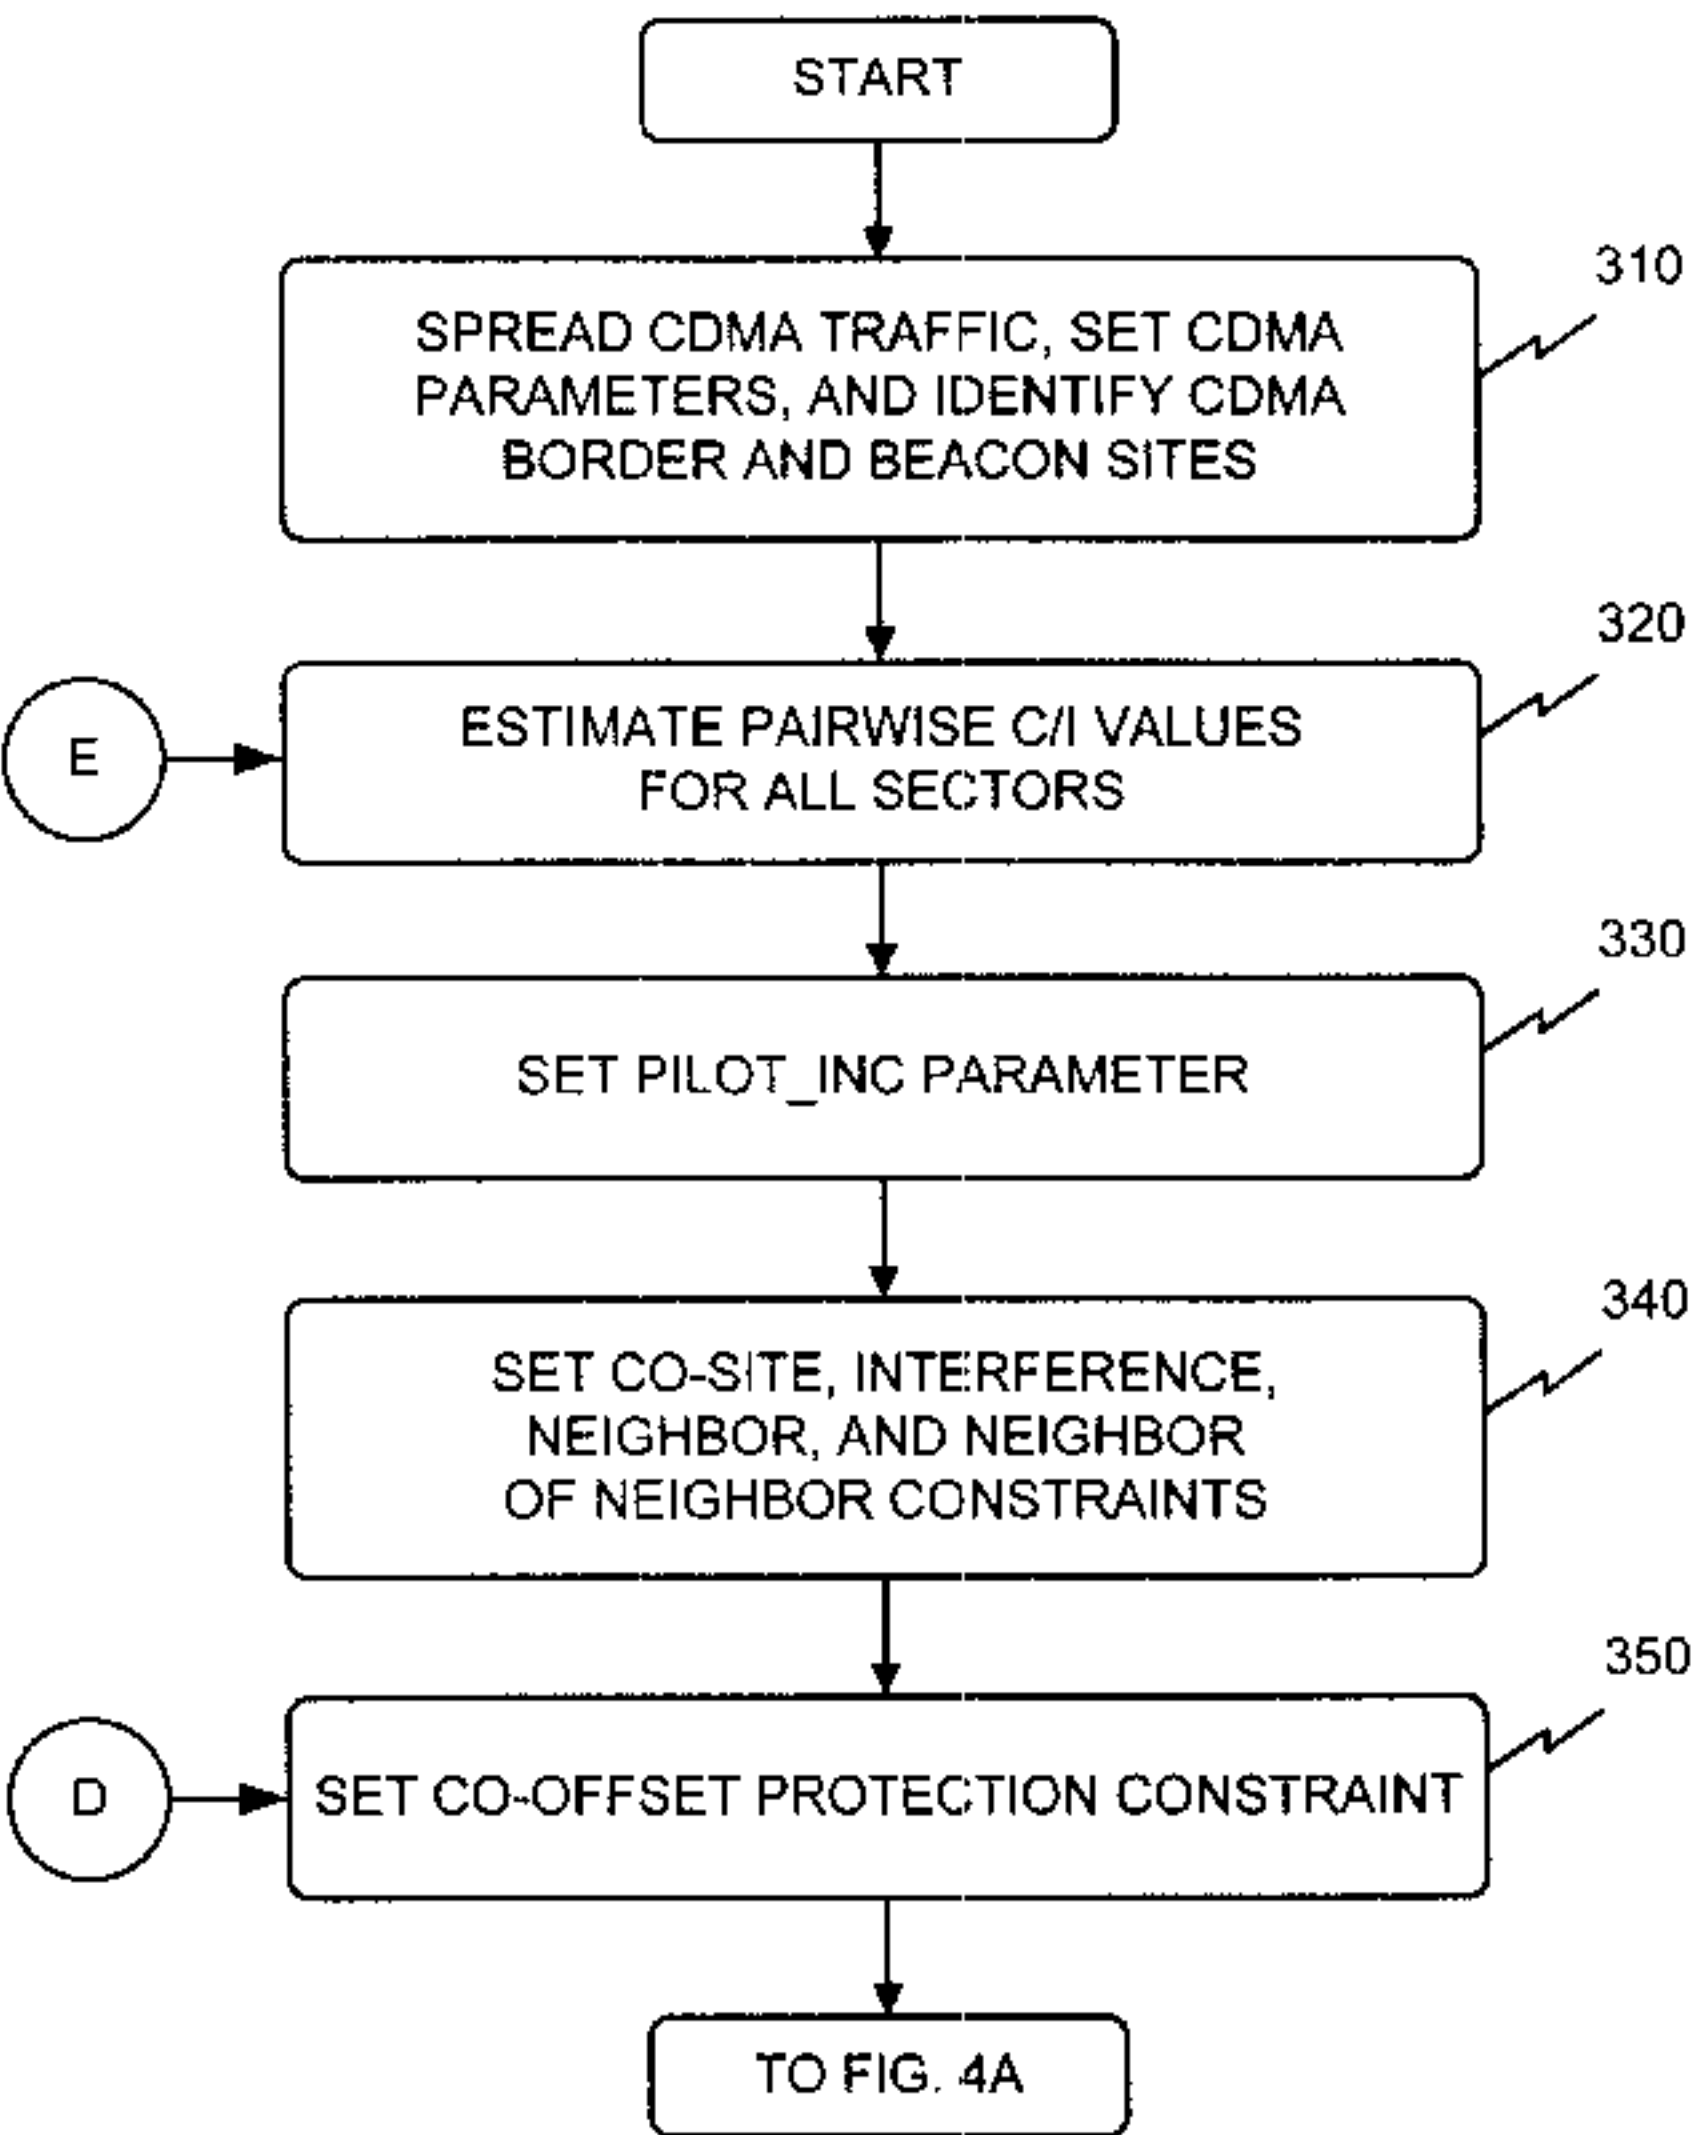 START
310
SPREAD CDMA TRAFFIC, SET CDMA
PARAMETERS, AND IDENTIFY CDMA
BORDER AND BEACON SITES
320
E
ESTIMATE PAIRWISE C/I VALUES
FOR ALL SECTORS
330
SET PILOT_INC PARAMETER
340
SET CO-SITE, INTERFERENCE,
NEIGHBOR, AND NEIGHBOR
OF NEIGHBOR CONSTRAINTS
350
D
SET CO-OFFSET PROTECTION CONSTRAINT
TO FIG. 4A